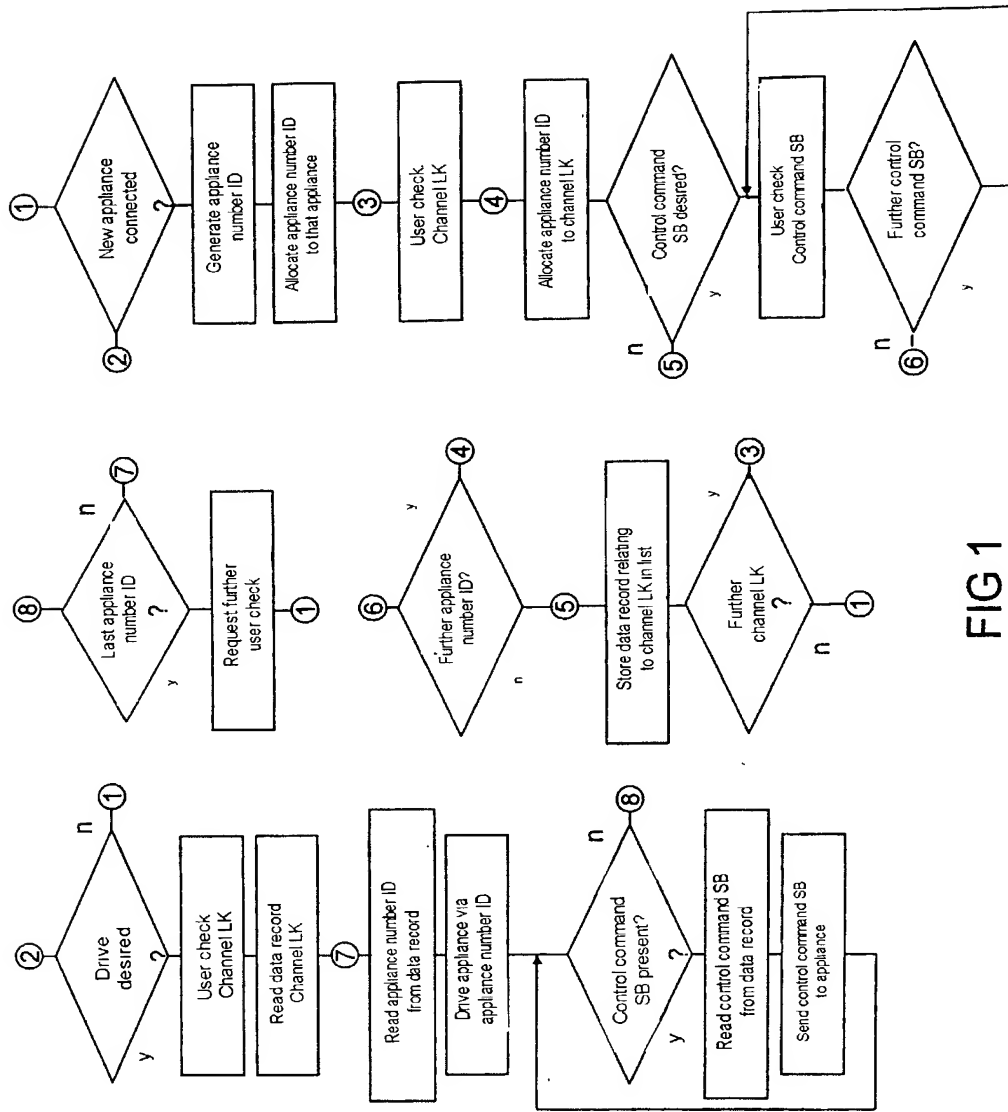 1
New appliance
connected
?
2
Generate appliance
number ID
Allocate appliance number ID
to that appliance
3
User check.
Channel LK
4
Allocate appliance number ID
to channel LK
Control command
SB desired?
n
5
y
User check
Control command SB
Further control
command SB?
n
6
y
8
Last appliance
number ID
?
n
7
y
Request further
user check
1
6
Further appliance
number ID?
y
4
n
5
Store data record relating
to channel LK in list
Further
channel LK
?
y
3
n
1
2
Drive
desired
?
n
1
y
User check
Channel LK
Read data record
Channel LK
7
Read appliance number ID
from data record
Drive appliance via
appliance number ID
Control command
SB present?
?
n
8
y
Read control command SB
from data record
Send control command SB
to appliance
FIG 1